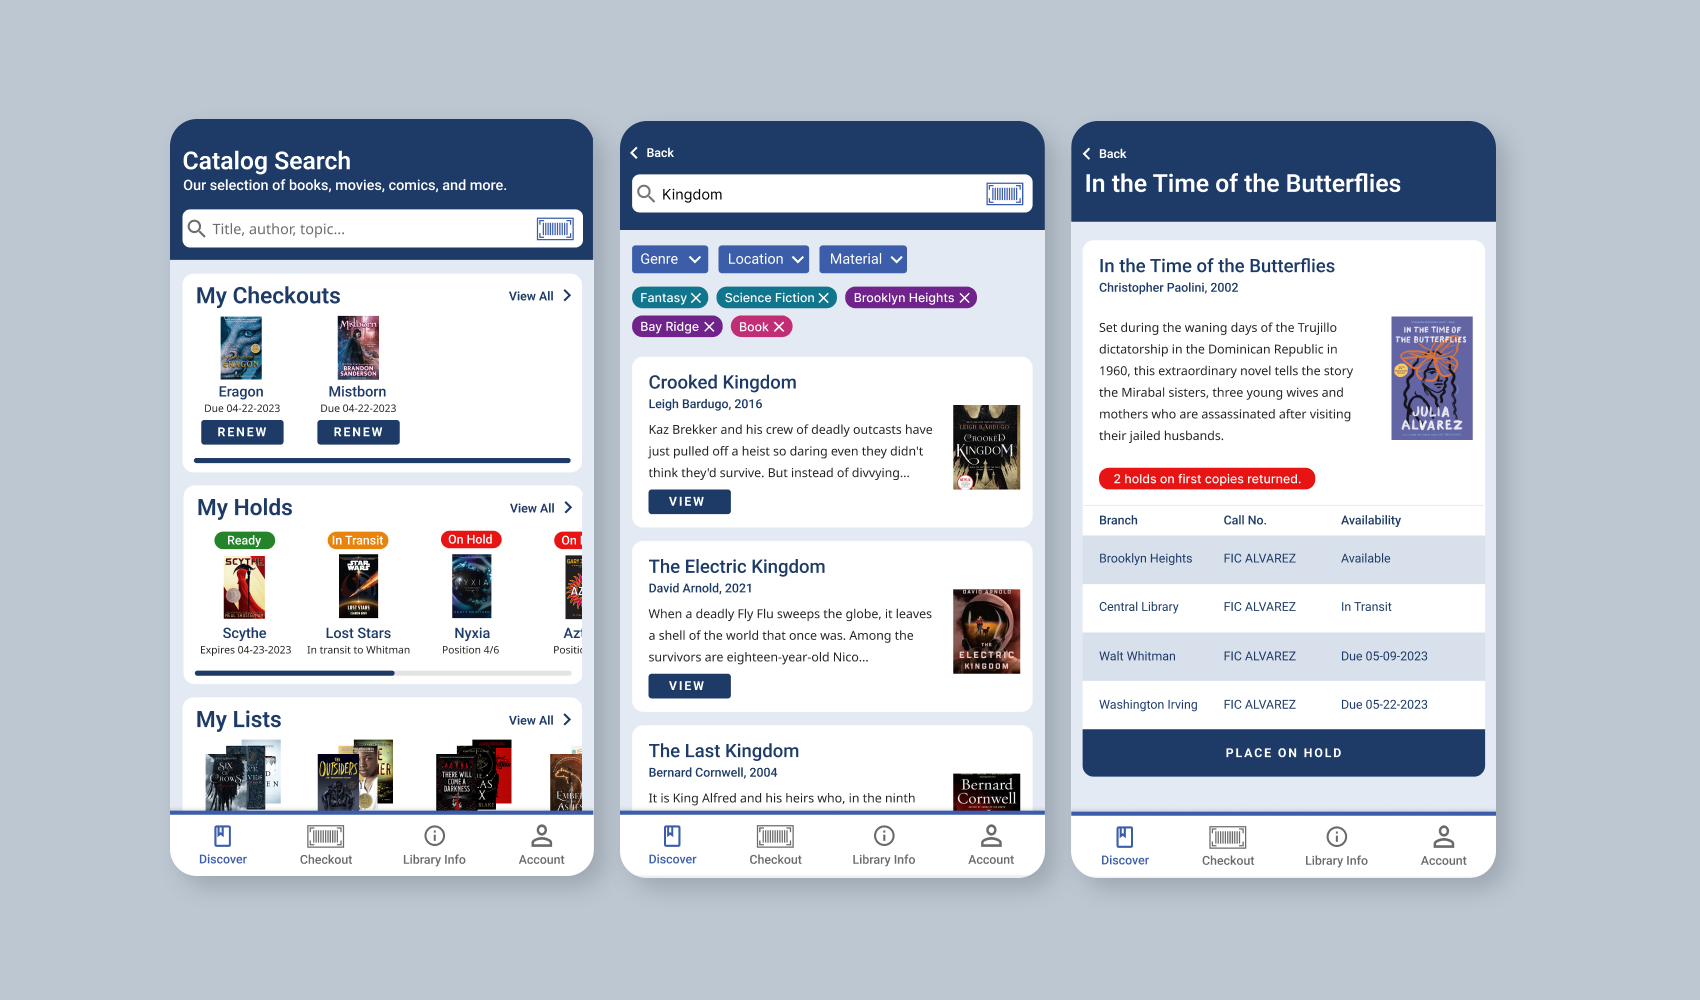 Catalog Search
Our selection of books, movies, comics, and more.
Title, author, topic...
My Checkouts
View All
ERAGON
Mistborn
BRANDON
SANDERSON
Eragon
Mistborn
Due 04-22-2023
Due 04-22-2023
RENEW
RENEW
My Holds
View All
Ready
In Transit
On Hold
On
SCYTHE
STAR
WARS
LOST STARS
NYXIA
Scythe
Lost Stars
Nyxia
Azt
Expires 04-23-2023
In transit to Whitman
Position 4/6
Positio
My Lists
View All
SIX
OF
CROWS
THE
OUTSIDERS
THERE WILL
COME A
DARKNESS
Discover
Checkout
Library Info
Account
Back
Kingdom
Genre
Location
Material
Fantasy
Science Fiction
Brooklyn Heights
Bay Ridge
Book
Crooked Kingdom
Leigh Bardugo, 2016
Kaz Brekker and his crew of deadly outcasts have
just pulled off a heist so daring even they didn't
think they'd survive. But instead of divvying...
LEIGH BARDUGO
CROOKED
KINGDOM
VIEW
The Electric Kingdom
David Arnold, 2021
When a deadly Fly Flu sweeps the globe, it leaves
a shell of the world that once was. Among the
survivors are eighteen-year-old Nico...
DAVID ARNOLD
THE
ELECTRIC
KINGDOM
VIEW
The Last Kingdom
Bernard Cornwell, 2004
It is King Alfred and his heirs who, in the ninth
Bernard
Cornwell
Discover
Checkout
Library Info
Account
Back
In the Time of the Butterflies
In the Time of the Butterflies
Christopher Paolini, 2002
Set during the waning days of the Trujillo
dictatorship in the Dominican Republic in
1960, this extraordinary novel tells the story
the Mirabal sisters, three young wives and
mothers who are assassinated after visiting
their jailed husbands.
IN THE TIME OF
THE BUTTERFLIES
JULIA
ALVAREZ
2 holds on first copies returned.
Branch
Call No.
Availability
Brooklyn Heights
FIC ALVAREZ
Available
Central Library
FIC ALVAREZ
In Transit
Walt Whitman
FIC ALVAREZ
Due 05-09-2023
Washington Irving
FIC ALVAREZ
Due 05-22-2023
PLACE ON HOLD
Discover
Checkout
Library Info
Account